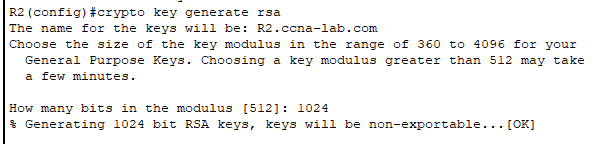 R2(config)#crypto key generate rsa
The name for the keys will be: R2.ccna-lab.com
Choose the size of the key modulus in the range of 360 to 4096 for your
General Purpose Keys. Choosing a key modulus greater than 512 may take
a few minutes.
How many bits in the modulus [512]: 1024
% Generating 1024 bit RSA keys, keys will be non-exportable...[OK]